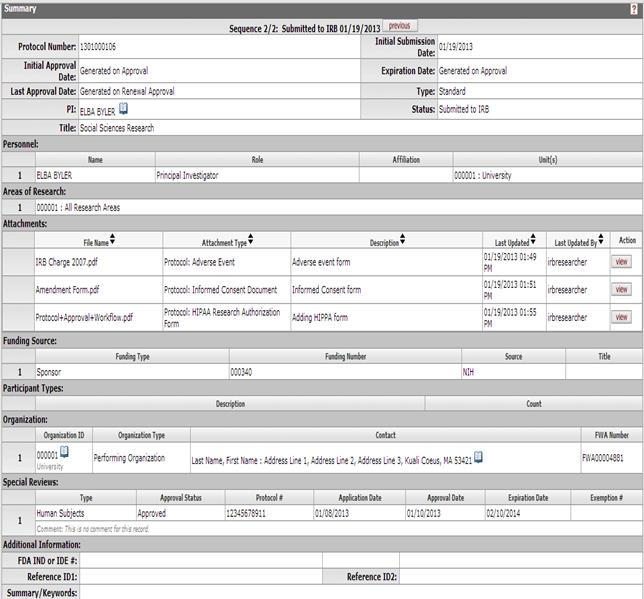 Summary ?
Sequence 2/2: Submitted to IRB 01/19/2013 previous
Protocol Number: 1301000106 Initial Submission Date: 01/19/2013
Initial Approval Date: Generated on Approval Expiration Date: Generated on Approval
Last Approval Date: Generated on Renewal Approval Type: Standard
PI: ELBA BYLER Status: Submitted to IRB
Title: Social Sciences Research
Personnel:
Name Role Affiliation Unit(s)
1 ELBA BYLER Principal Investigator 000001 : University
Areas of Research:
1 000001 : All Research Areas
Attachments:
File Name Attachment Type Description Last Updated Last Updated By Action
IRB Charge 2007.pdf Protocol: Adverse Event Adverse event form 01/19/2013 01:49 PM irbresearcher view
Amendment Form.pdf Protocol: Informed Consent Document Informed Consent form 01/19/2013 01:51 PM irbresearcher view
Protocol+Approval+Workflow.pdf Protocol: HIPAA Research Authorization Form Adding HIPPA form 01/19/2013 01:55 PM irbresearcher view
Funding Source:
Funding Type Funding Number Source Title
1 Sponsor 000340 NIH
Participant Types:
Description Count
Organization:
Organization ID Organization Type Contact FWA Number
1 000001 University Performing Organization Last Name, First Name : Address Line 1, Address Line 2, Address Line 3, Kuali Coeus, MA 53421 FWA00004881
Special Reviews:
Type Approval Status Protocol # Application Date Approval Date Expiration Date Exemption #
1 Human Subjects Approved 12345678911 01/08/2013 01/10/2013 02/10/2014
Comment: This is no comment for this record.
Additional Information:
FDA IND or IDE #:
Reference ID1: Reference ID2:
Summary/Keywords: